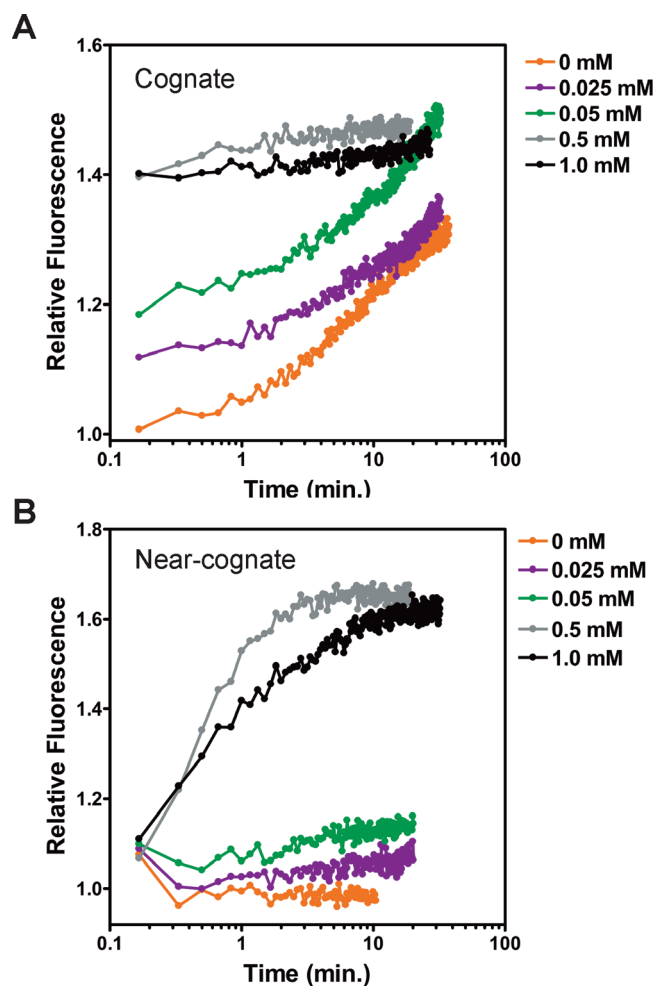 A
Cognate
Relative Fluorescence
1.6
1.4
1.2
1.0
0.1
1
10
100
Time (min.)
0 mM
0.025 mM
0.05 mM
0.5 mM
1.0 mM
B
Near-cognate
Relative Fluorescence
1.8
1.6
1.4
1.2
1.0
0.1
1
10
100
Time (min.)
0 mM
0.025 mM
0.05 mM
0.5 mM
1.0 mM